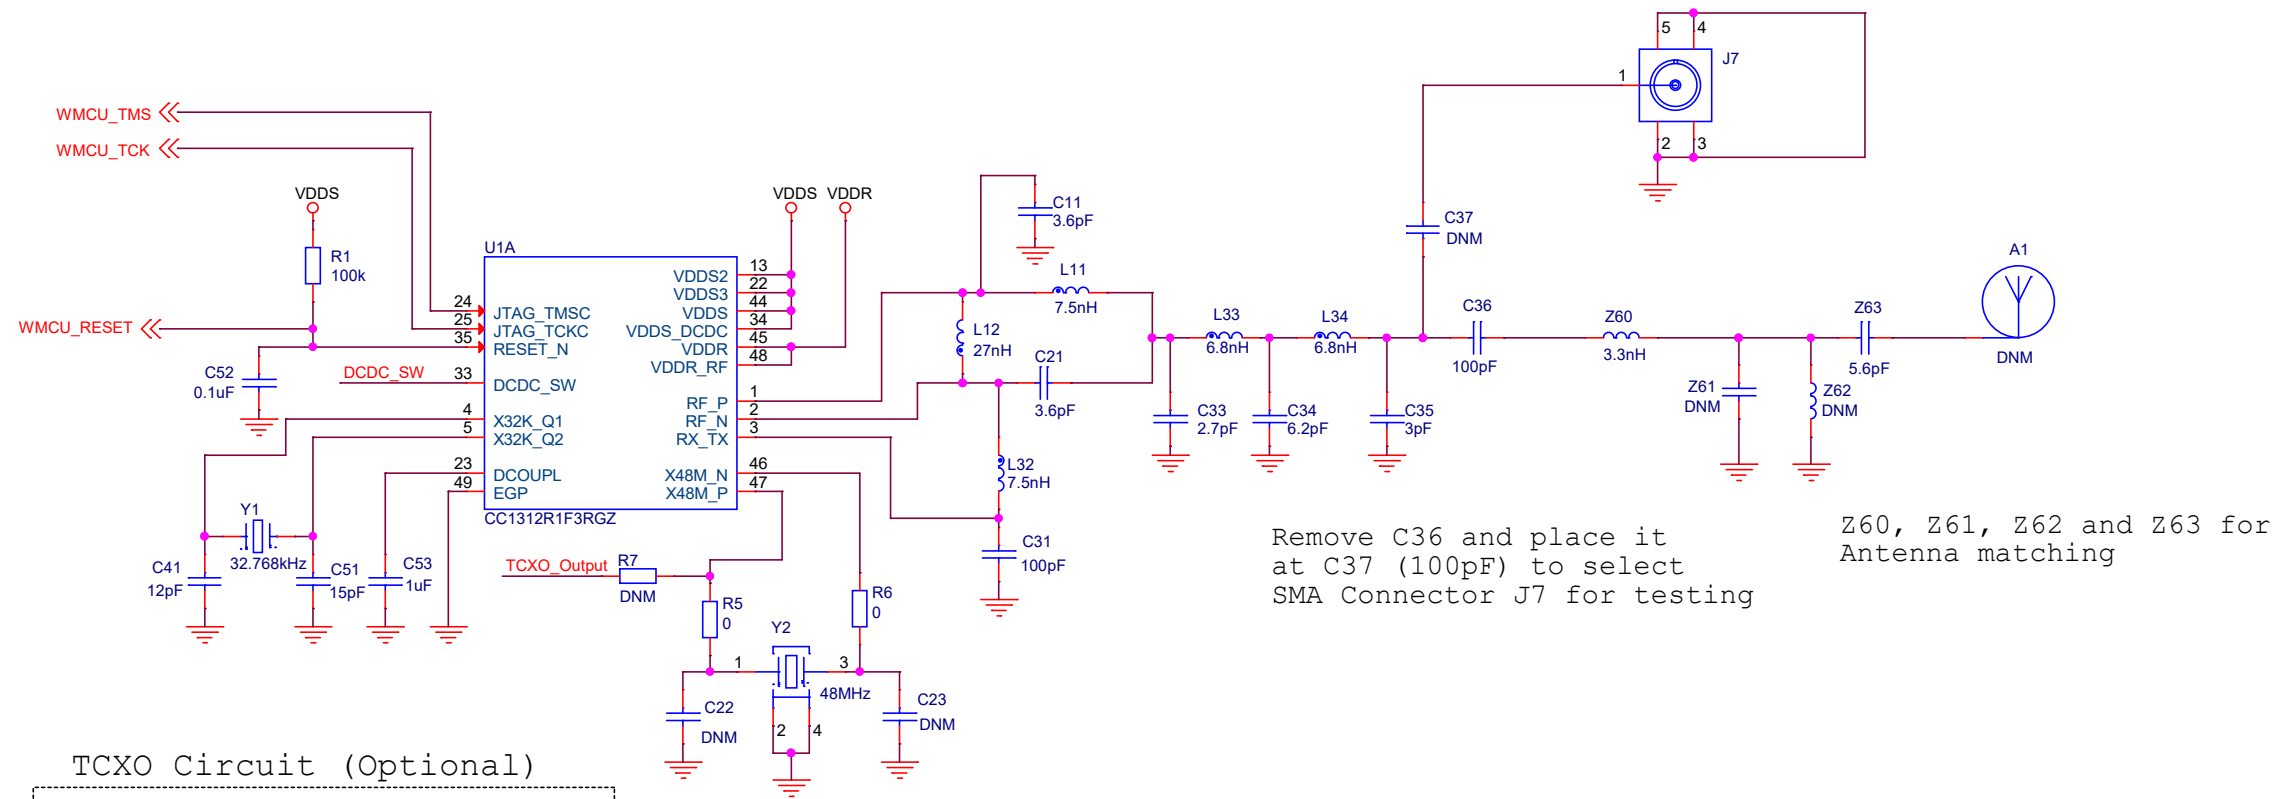 5 4
J7
1
2 3
WMCU_TMS
WMCU_TCK
VDDS
R1
100k
WMCU_RESET
C52
0.1uF
DCDC_SW
VDDS VDDR
U1A
24 JTAG_TMSC
25 JTAG_TCKC
35 RESET_N
33 DCDC_SW
4 X32K_Q1
5 X32K_Q2
23 DCOUPL
49 EGP
VDDS2 13
VDDS3 22
VDDS 44
VDDS_DCDC 34
VDDR 45
VDDR_RF 48
RF_P 1
RF_N 2
RX_TX 3
X48M_N 46
X48M_P 47
CC1312R1F3RGZ
Y1
32.768kHz
C41
12pF
C51
15pF
C53
1uF
TCXO_Output
R7
DNM
R5
0
R6
0
Y2
1 3
48MHz
2 4
C22
DNM
C23
DNM
C11
3.6pF
L11
7.5nH
L12
27nH
C21
3.6pF
L32
7.5nH
C31
100pF
L33
6.8nH
L34
6.8nH
C33
2.7pF
C34
6.2pF
C35
3pF
C37
DNM
C36
100pF
Z60
3.3nH
Z61
DNM
Z62
DNM
Z63
5.6pF
A1
DNM
Remove C36 and place it
at C37 (100pF) to select
SMA Connector J7 for testing
Z60, Z61, Z62 and Z63 for
Antenna matching
TCXO Circuit (Optional)